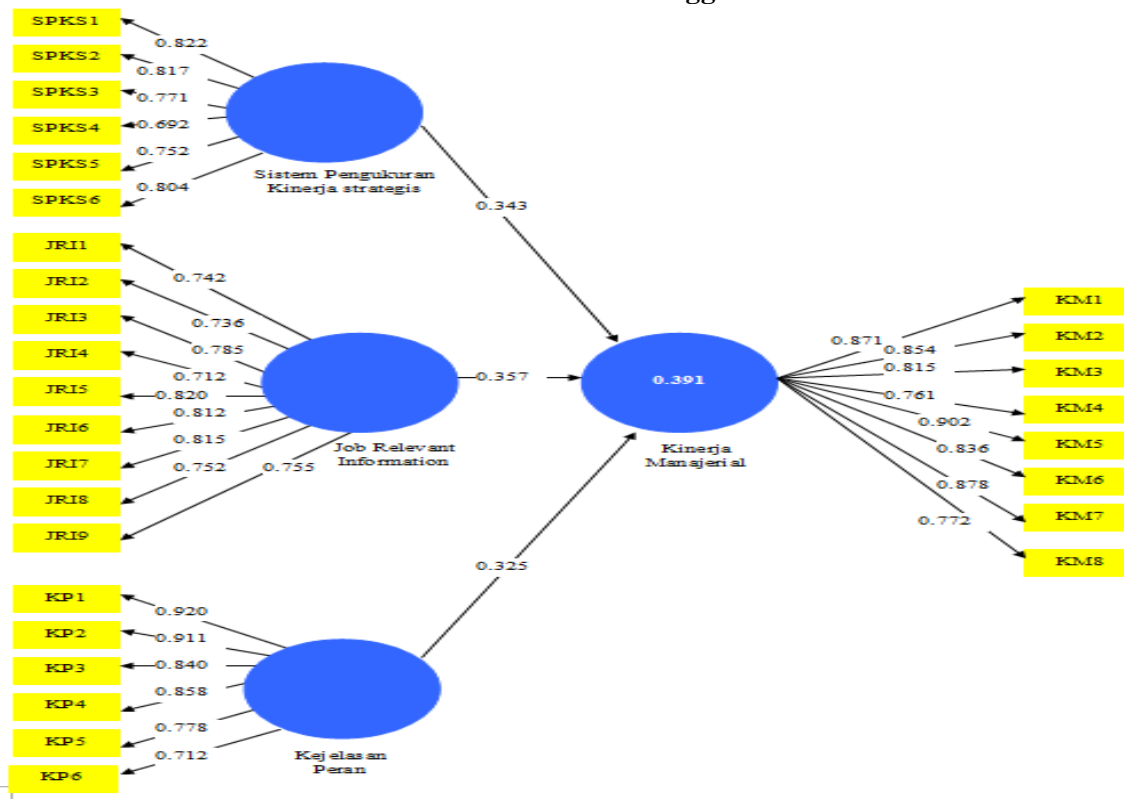 gg
SPKS1
0.822
SPKS2
0.817
SPKS3
0.771
SPKS4
0.692
SPKS5
0.752
SPKS6
0.804
Sistem Pengukuran
Kinerja strategis
0.343
JRI1
0.742
JRI2
0.736
JRI3
0.785
JRI4
0.712
JRI5
0.820
JRI6
0.812
JRI7
0.815
JRI8
0.752
0.755
JRI9
Job Relevant
Information
0.357
0.391
Kinerja
Manajerial
KM1
0.871
KM2
0.854
KM3
0.815
KM4
0.761
KM5
0.902
KM6
0.836
KM7
0.878
KM8
0.772
0.325
KP1
0.920
KP2
0.911
KP3
0.840
KP4
0.858
KP5
0.778
KP6
0.712
Kejelasan
Peran